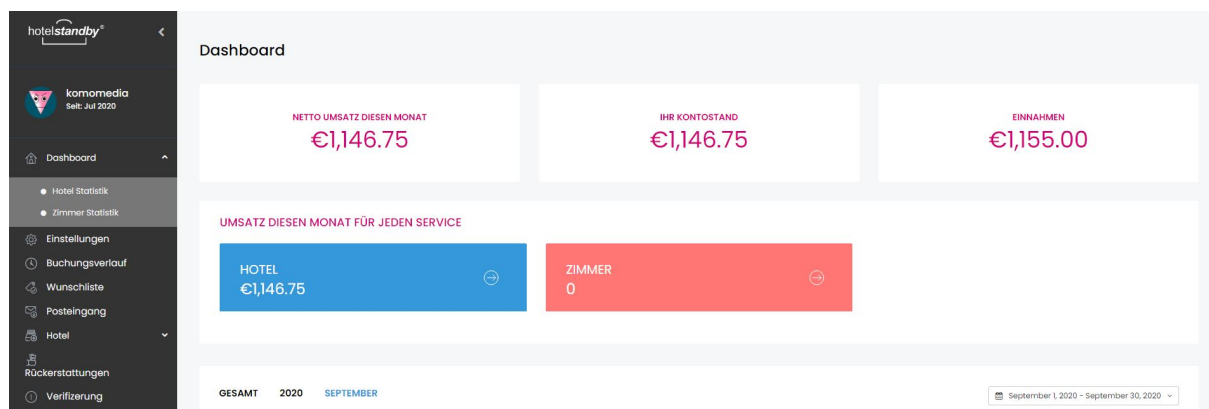 hotelstandby®
komomedia
Seit: Jul 2020
Dashboard
Hotel Statistik
Zimmer Statistik
Einstellungen
Buchungsverlauf
Wunschliste
Posteingang
Hotel
Rückerstattungen
Verifizerung
Dashboard
NETTO UMSATZ DIESEN MONAT
€1,146.75
IHR KONTOSTAND
€1,146.75
EINNAHMEN
€1,155.00
UMSATZ DIESEN MONAT FÜR JEDEN SERVICE
HOTEL
€1,146.75
ZIMMER
0
GESAMT 2020 SEPTEMBER
September 1, 2020 - September 30, 2020